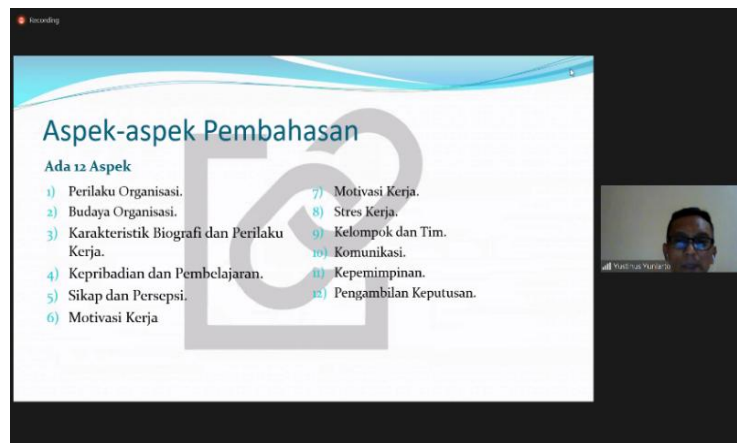 Recording
Aspek-aspek Pembahasan
Ada 12 Aspek
1) Perilaku Organisasi.
2) Budaya Organisasi.
3) Karakteristik Biografi dan Perilaku
Kerja.
4) Kepribadian dan Pembelajaran.
5) Sikap dan Persepsi.
6) Motivasi Kerja
7) Motivasi Kerja.
8) Stres Kerja.
9) Kelompok dan Tim.
10) Komunikasi.
11) Kepemimpinan.
12) Pengambilan Keputusan.
Yustinus Yuniarto